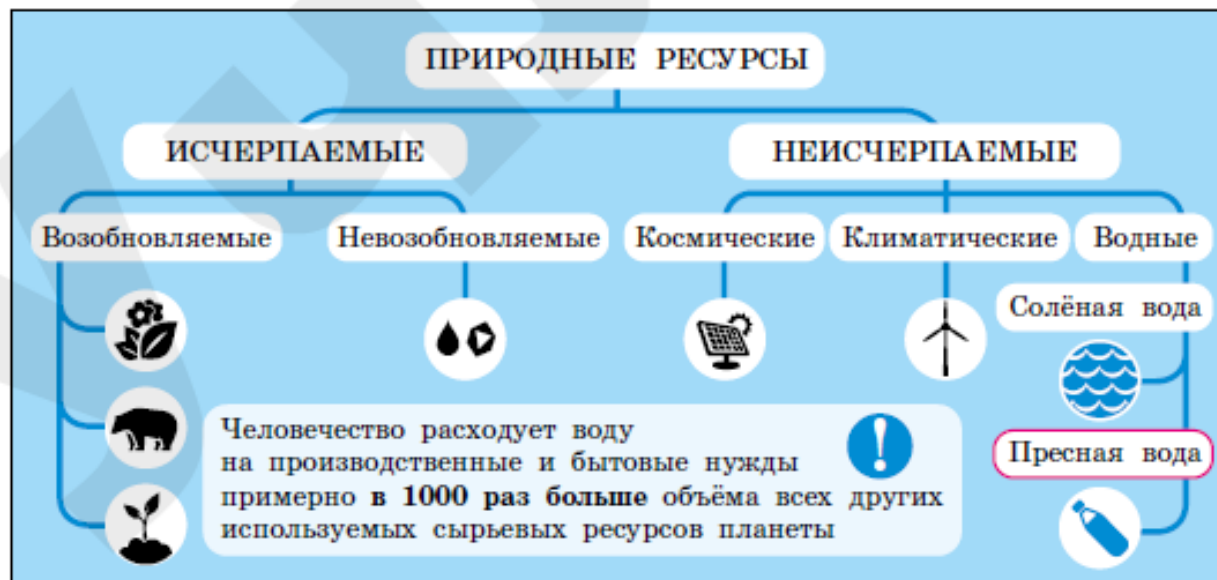 ПРИРОДНЫЕ РЕСУРСЫ
ИСЧЕРПАЕМЫЕ
НЕИСЧЕРПАЕМЫЕ
Возобновляемые
Невозобновляемые
Космические
Климатические
Водные
Солёная вода
Пресная вода
Человечество расходует воду
на производственные и бытовые нужды
примерно в 1000 раз больше объёма всех других
используемых сырьевых ресурсов планеты